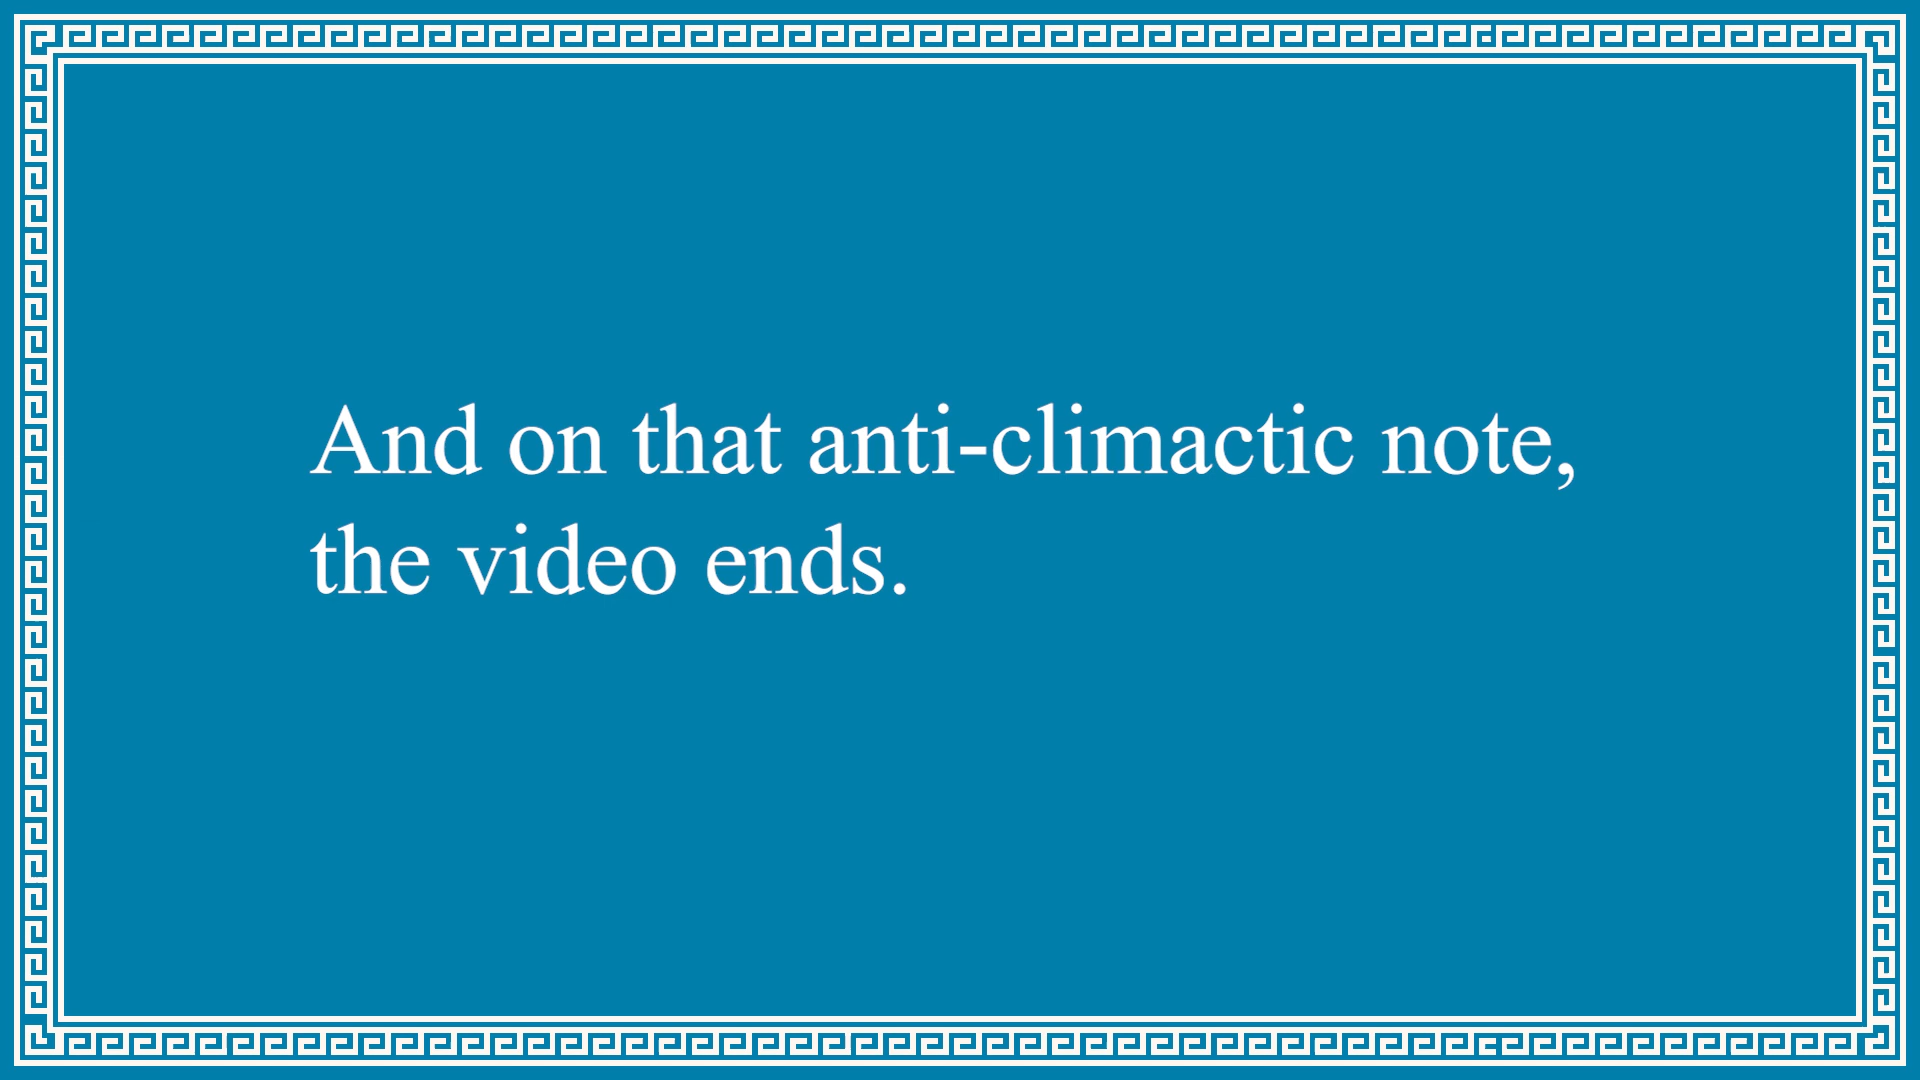 And on that anti-climactic note,
the video ends.